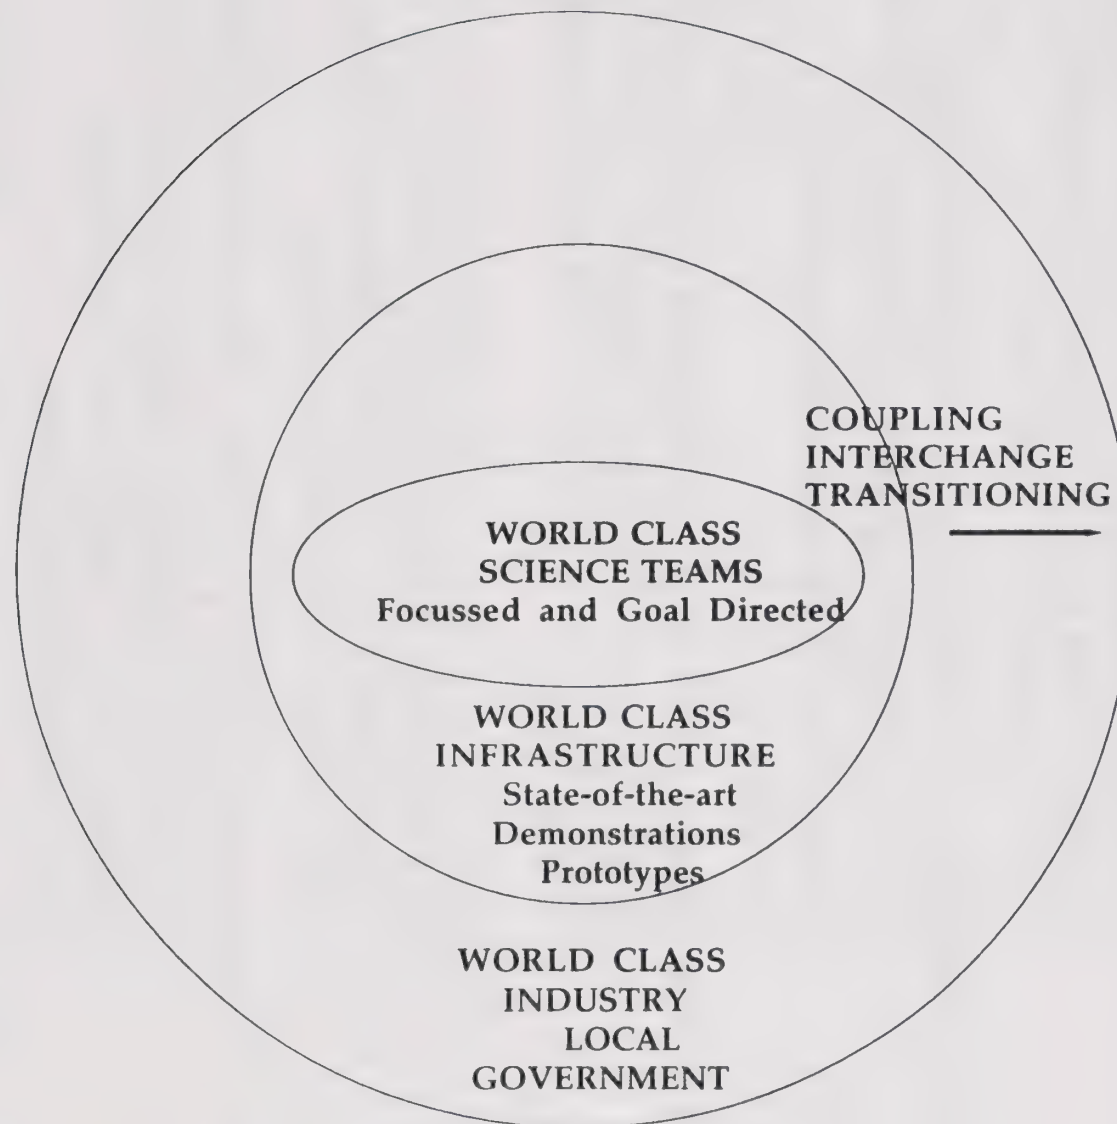 COUPLING
INTERCHANGE
TRANSITIONING
WORLD CLASS
SCIENCE TEAMS
Focussed and Goal Directed
WORLD CLASS
INFRASTRUCTURE
State-of-the-art
Demonstrations
Prototypes
WORLD CLASS
INDUSTRY
LOCAL
GOVERNMENT